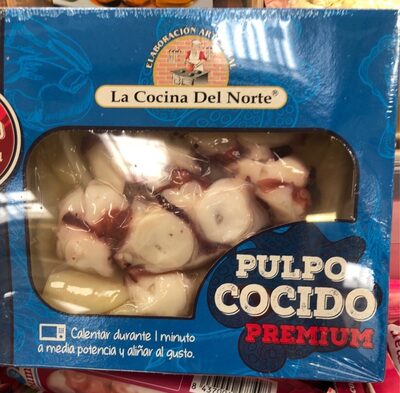 ELABORACIÓN ARTESANAL
La Cocina Del Norte®
PULPO
COCIDO
PREMIUM
Calentar durante 1 minuto
a media potencia y aliñar al gusto.